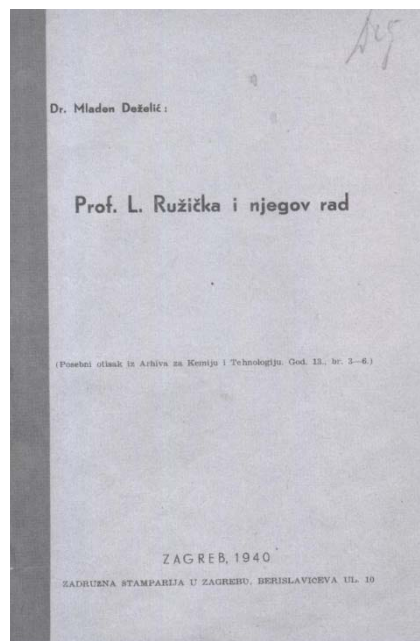 Dr. Mladen Deželić:
Prof. L. Ružička i njegov rad
(Posebni otisak iz Arhiva za Kemiju i Tehnologiju. God. 13., br. 3—6.)
ZAGREB, 1940
ZADRUŽNA ŠTAMPARIJA U ZAGREBU, BERISLAVIĆEVA UL. 10